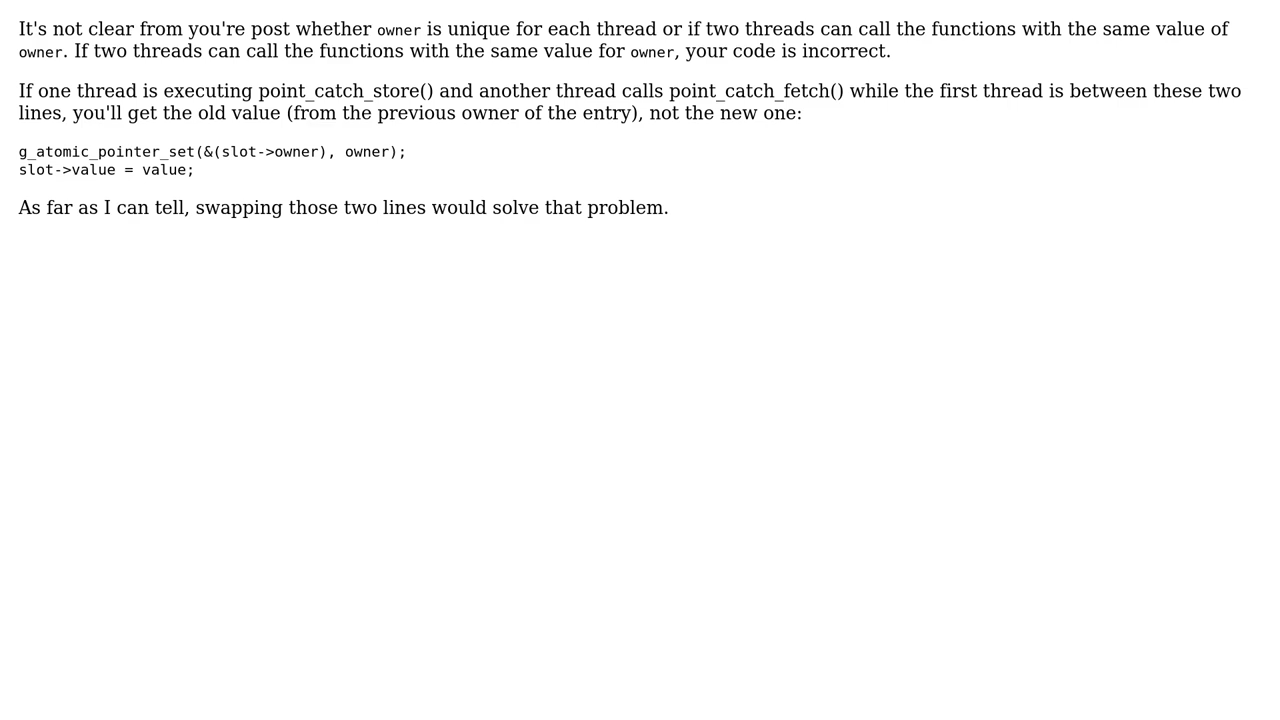 It's not clear from you're post whether owner is unique for each thread or if two threads can call the functions with the same value of
owner. If two threads can call the functions with the same value for owner, your code is incorrect.
If one thread is executing point_catch_store() and another thread calls point_catch_fetch() while the first thread is between these two
lines, you'll get the old value (from the previous owner of the entry), not the new one:
g_atomic_pointer_set(&(slot->owner), owner);
slot->value = value;
As far as I can tell, swapping those two lines would solve that problem.